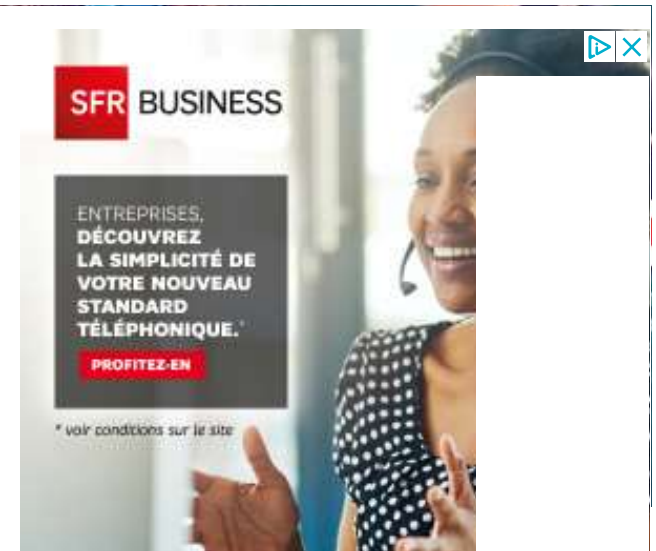 SFR BUSINESS
ENTREPRISES,
DÉCOUVREZ
LA SIMPLICITÉ DE
VOTRE NOUVEAU
STANDARD
TÉLÉPHONIQUE.*
PROFITEZ-EN
* voir conditions sur le site